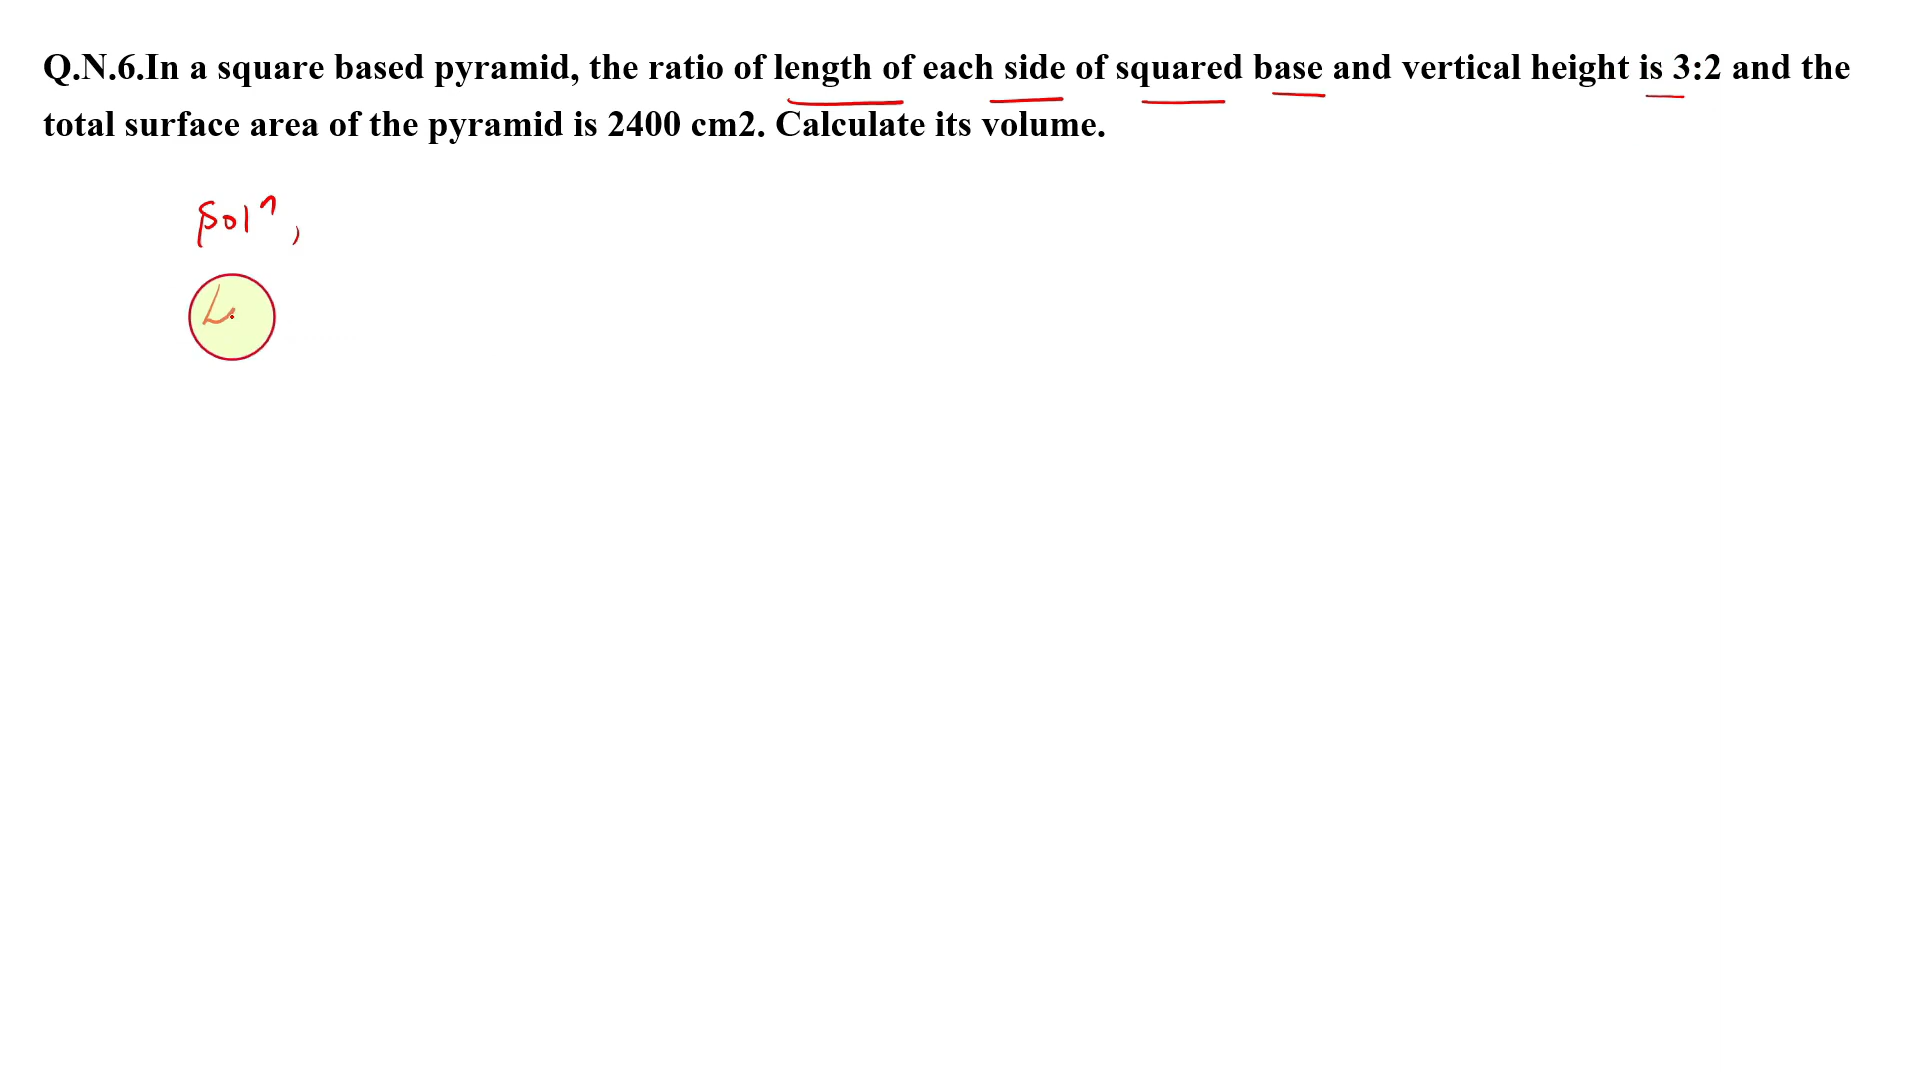 Q.N.6.In a square based pyramid, the ratio of length of each side of squared base and vertical height is 3:2 and the
total surface area of the pyramid is 2400 cm2. Calculate its volume.
Solⁿ,